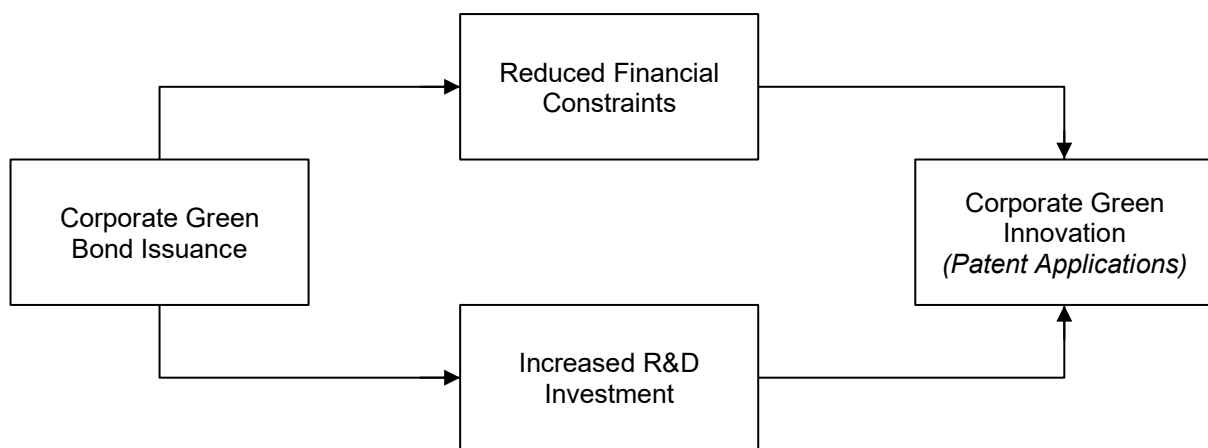 Reduced Financial
Constraints
Corporate Green
Bond Issuance
Corporate Green
Innovation
(Patent Applications)
Increased R&D
Investment